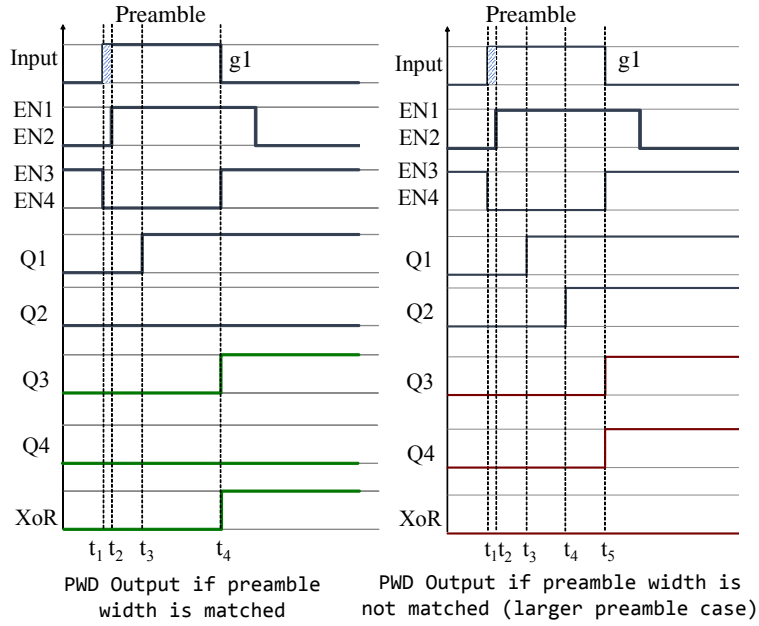 Preamble
Input
g1
EN1
EN2
EN3
EN4
Q1
Q2
Q3
Q4
XoR
t1 t2 t3 t4
PWD Output if preamble
width is matched
Preamble
Input
g1
EN1
EN2
EN3
EN4
Q1
Q2
Q3
Q4
XoR
t1 t2 t3 t4 t5
PWD Output if preamble width is
not matched (larger preamble case)